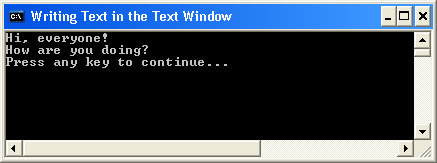 C:\ Writing Text in the Text Window
Hi, everyone!
How are you doing?
Press any key to continue...